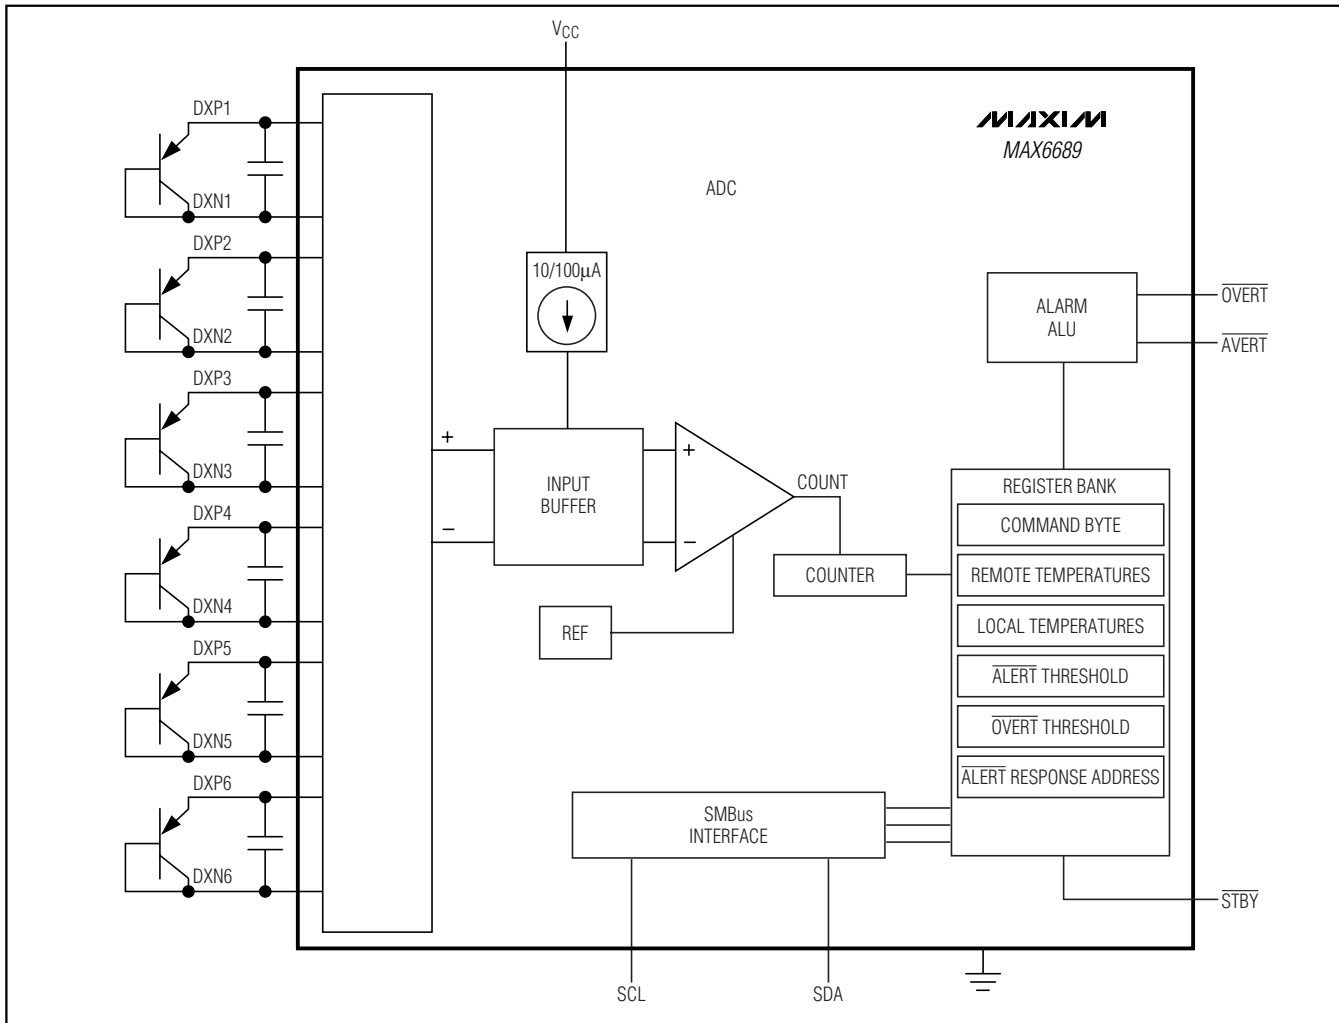 VCC
DXP1
DXN1
DXP2
DXN2
DXP3
DXN3
DXP4
DXN4
DXP5
DXN5
DXP6
DXN6
MAXIM
MAX6689
ADC
10/100µA
+
−
INPUT
BUFFER
+
−
COUNT
COUNTER
REF
ALARM
ALU
OVERT
AVERT
REGISTER BANK
COMMAND BYTE
REMOTE TEMPERATURES
LOCAL TEMPERATURES
ALERT THRESHOLD
OVERT THRESHOLD
ALERT RESPONSE ADDRESS
SMBus
INTERFACE
STBY
SCL
SDA